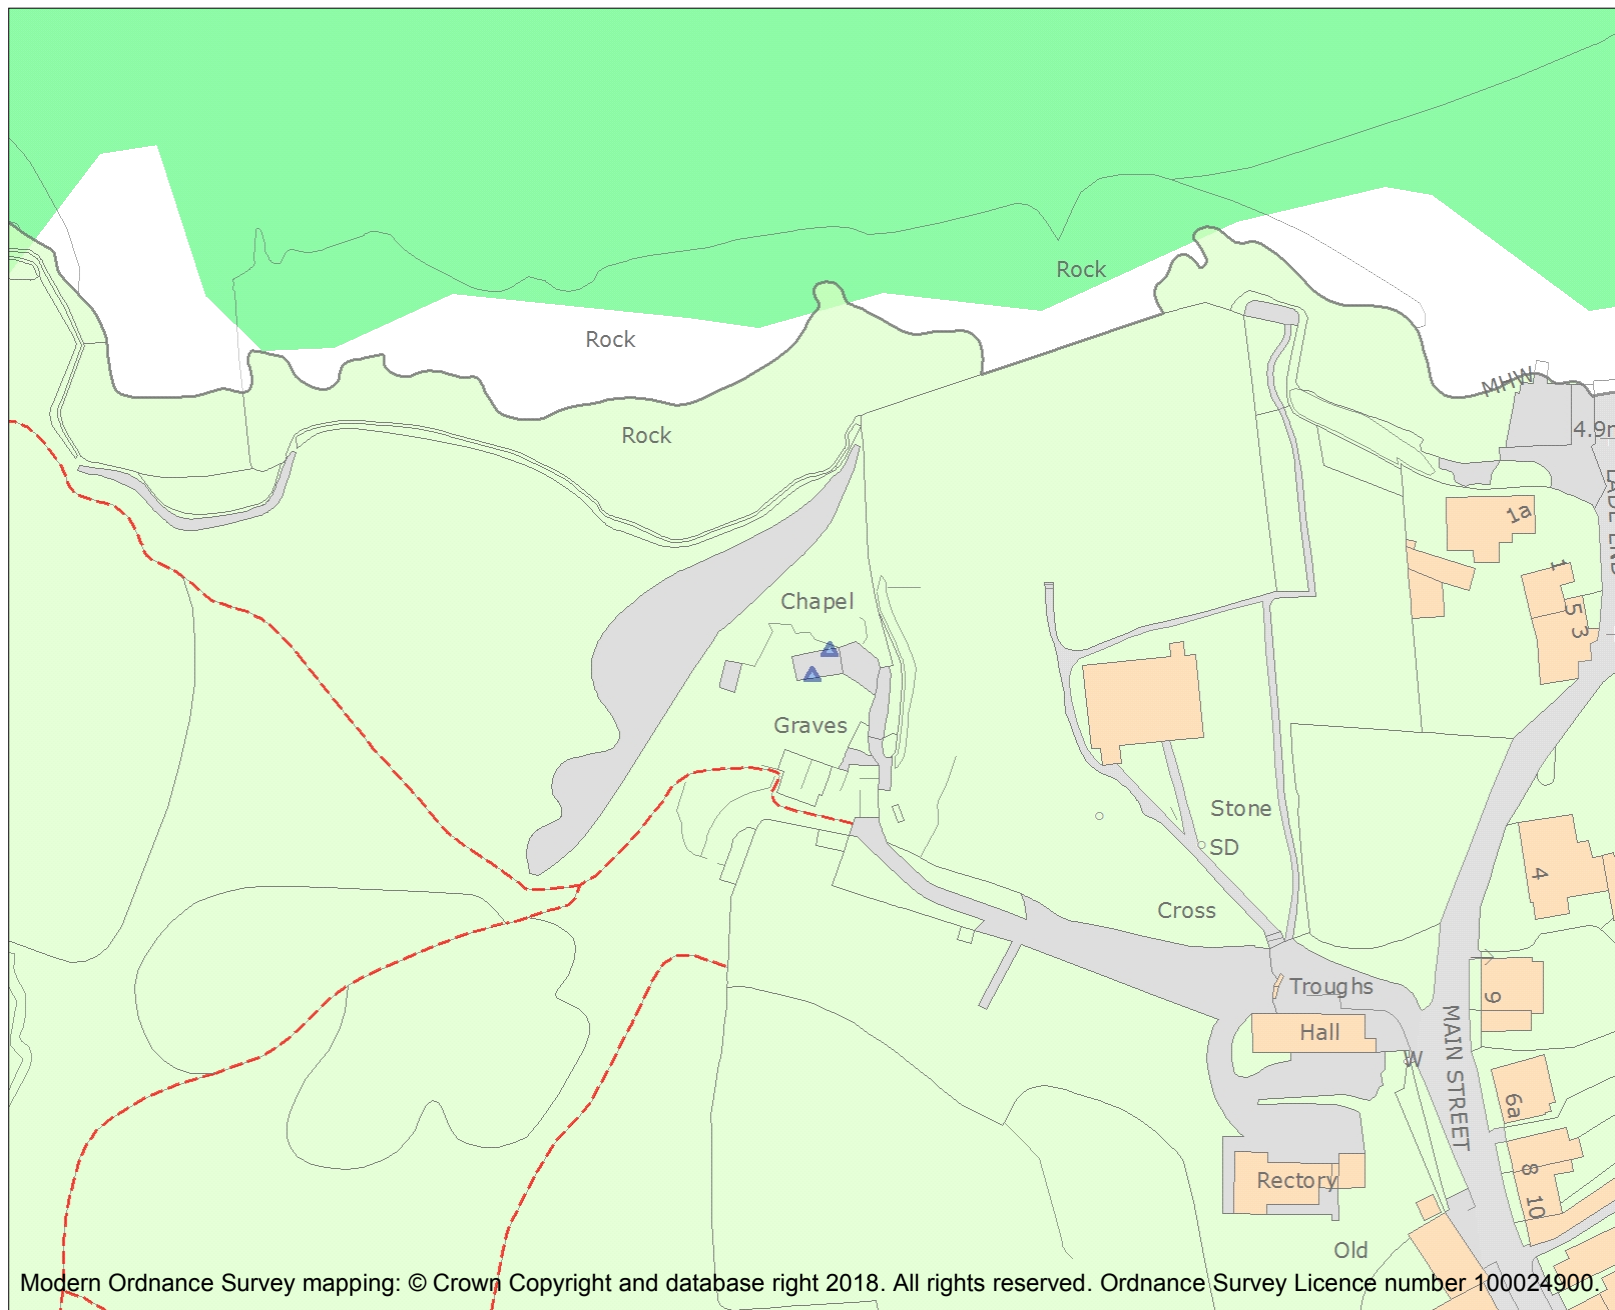 Rock
Rock
MHW
Rock
4.9m
1a
1
Chapel
5
3
Graves
Stone
SD
4
Cross
Troughs
9
Hall
W
MAIN STREET
6a
8
Rectory
10
Old
Modern Ordnance Survey mapping: © Crown Copyright and database right 2018. All rights reserved. Ordnance Survey Licence number 100024900.